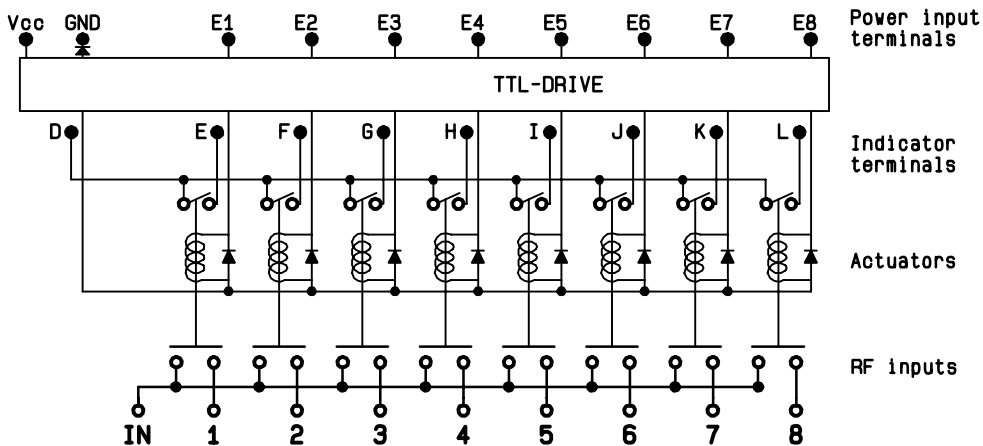 Vcc GND E1 E2 E3 E4 E5 E6 E7 E8 Power input
terminals
TTL-DRIVE
D E F G H I J K L Indicator
terminals
Actuators
RF inputs
IN 1 2 3 4 5 6 7 8